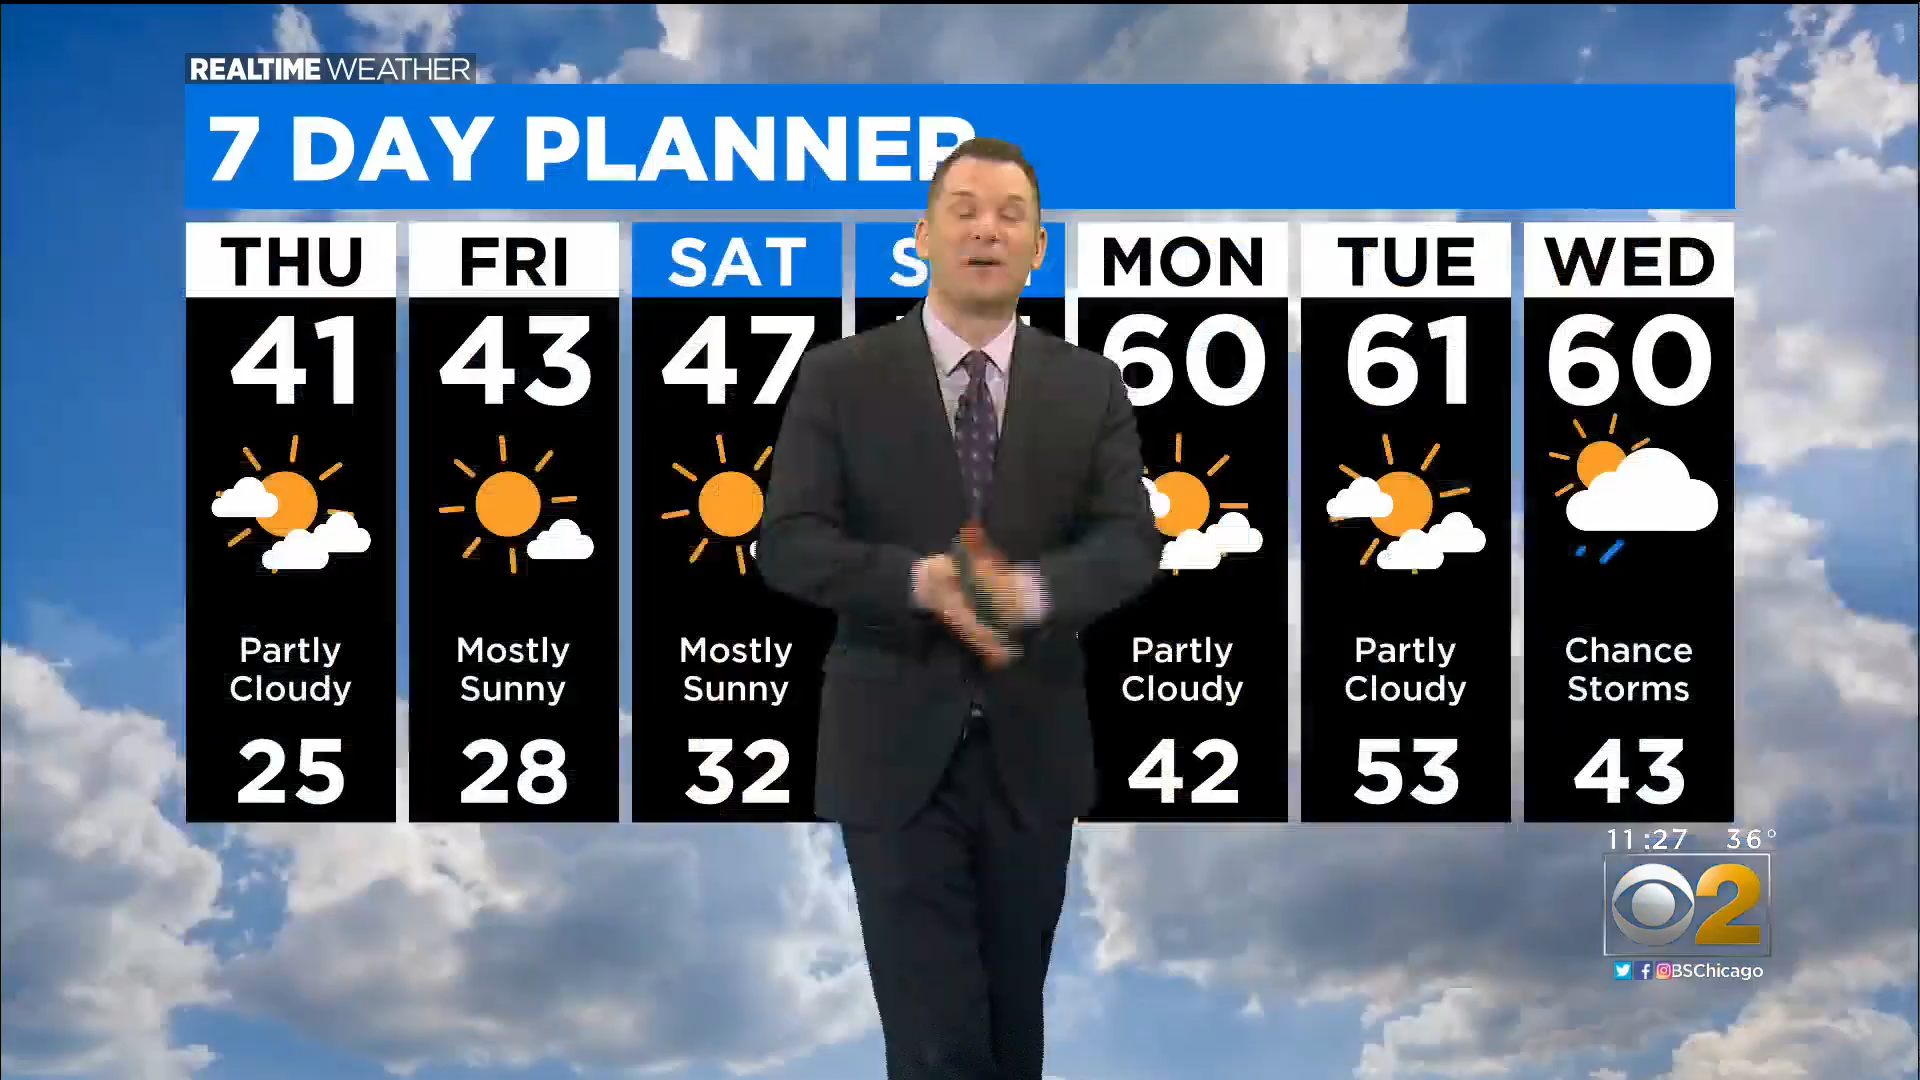 REALTIME WEATHER
7 DAY PLANNER
THU FRI SAT MON TUE WED
41 43 47 60 61 60
Partly Mostly Mostly Partly Partly Chance
Cloudy Sunny Sunny Cloudy Cloudy Storms
25 28 32 42 53 43
11:27 36°
2
BSChicago